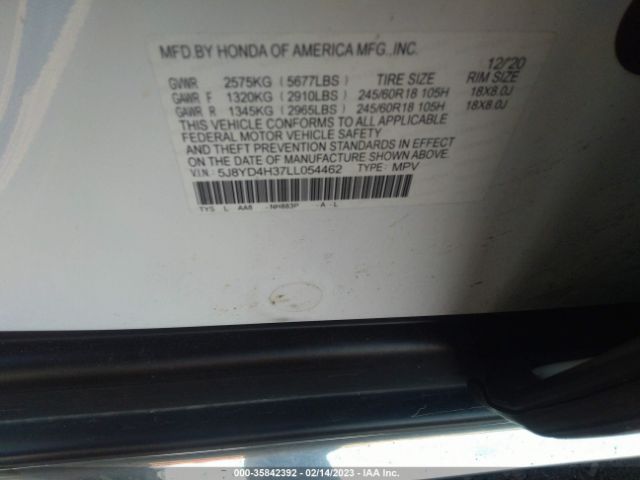 MFD.BY HONDA OF AMERICA MFG.,INC.
12/'20
GVWR 2575KG (5677LBS) TIRE SIZE RIM SIZE
GAWR F 1320KG (2910LBS) 245/60R18 105H 18X8.0J
GAWR R 1345KG (2965LBS) 245/60R18 105H 18X8.0J
THIS VEHICLE CONFORMS TO ALL APPLICABLE
FEDERAL MOTOR VEHICLE SAFETY
AND THEFT PREVENTION STANDARDS IN EFFECT
ON THE DATE OF MANUFACTURE SHOWN ABOVE.
V.I.N.: 5J8YD4H37LL054462 TYPE: MPV
TYS L AA6 -NH883P -A -L
000-35842392 - 02/14/2023 - IAA Inc.